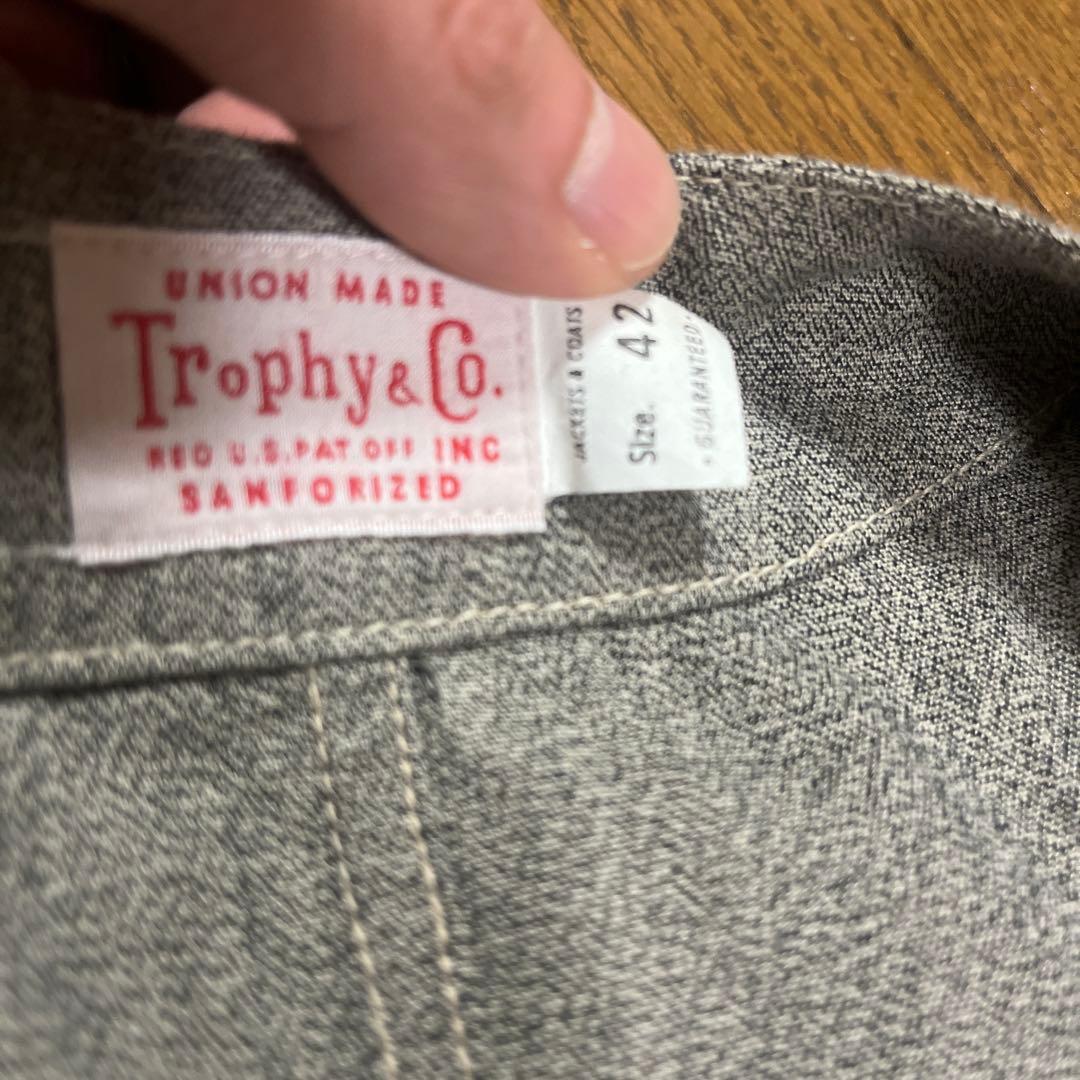 UNION MADE
Trophy & Co.
REG U.S. PAT OFF INC
SANFORIZED
JACKETS & COATS
Size. 42
· GUARANTEED ·